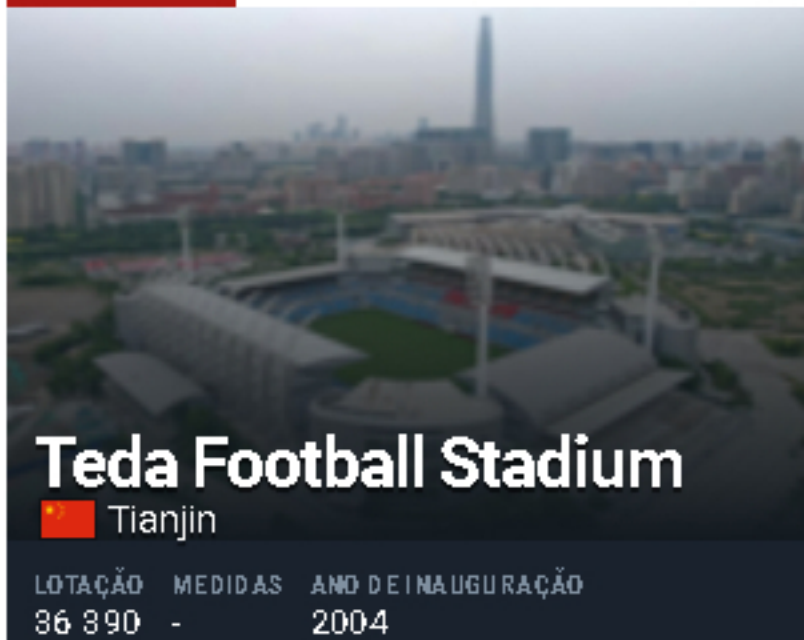 Teda Football Stadium
Tianjin
LOTAÇÃO MEDIDAS ANO DE INAUGURAÇÃO
36 390 - 2004